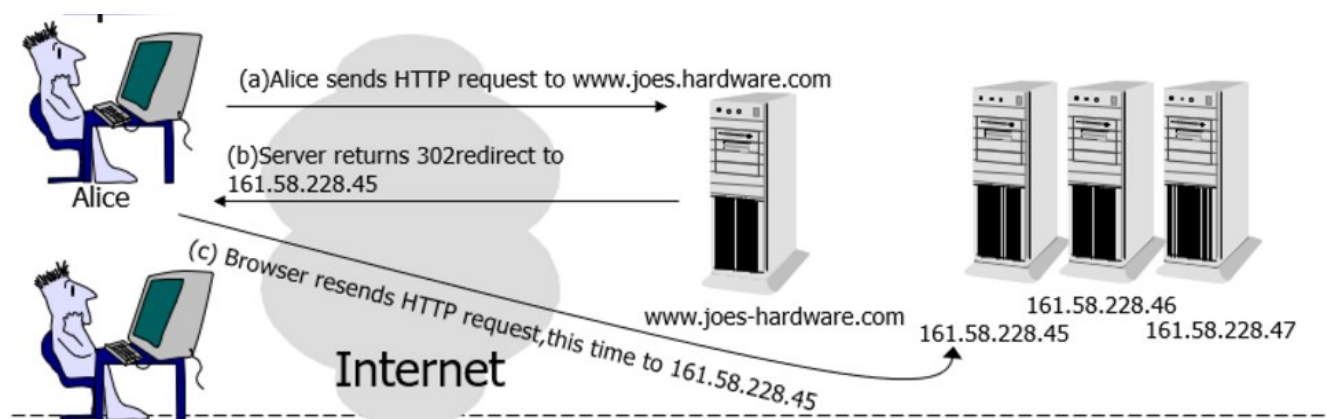 (a)Alice sends HTTP request to www.joes.hardware.com
(b)Server returns 302redirect to
161.58.228.45
Alice
(c) Browser resends HTTP request,this time to 161.58.228.45
www.joes-hardware.com
161.58.228.46
161.58.228.45
161.58.228.47
Internet